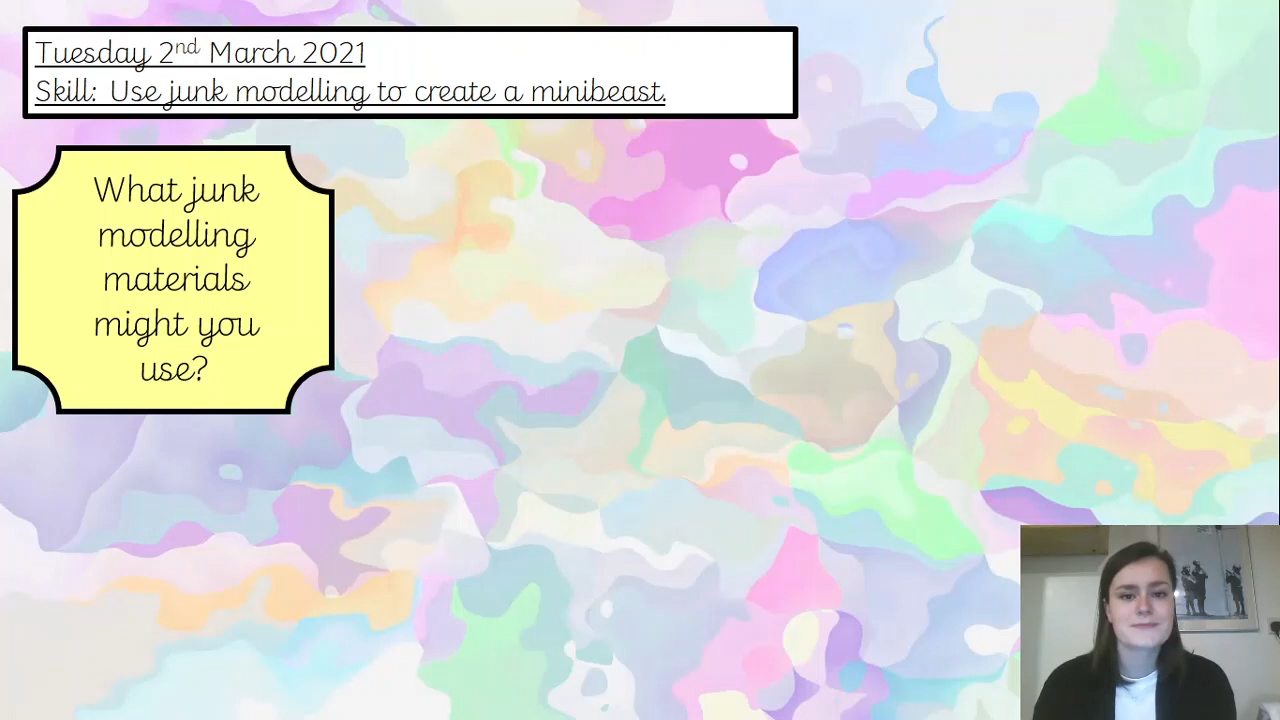 Tuesday 2nd March 2021
Skill: Use junk modelling to create a minibeast.
What junk
modelling
materials
might you
use?